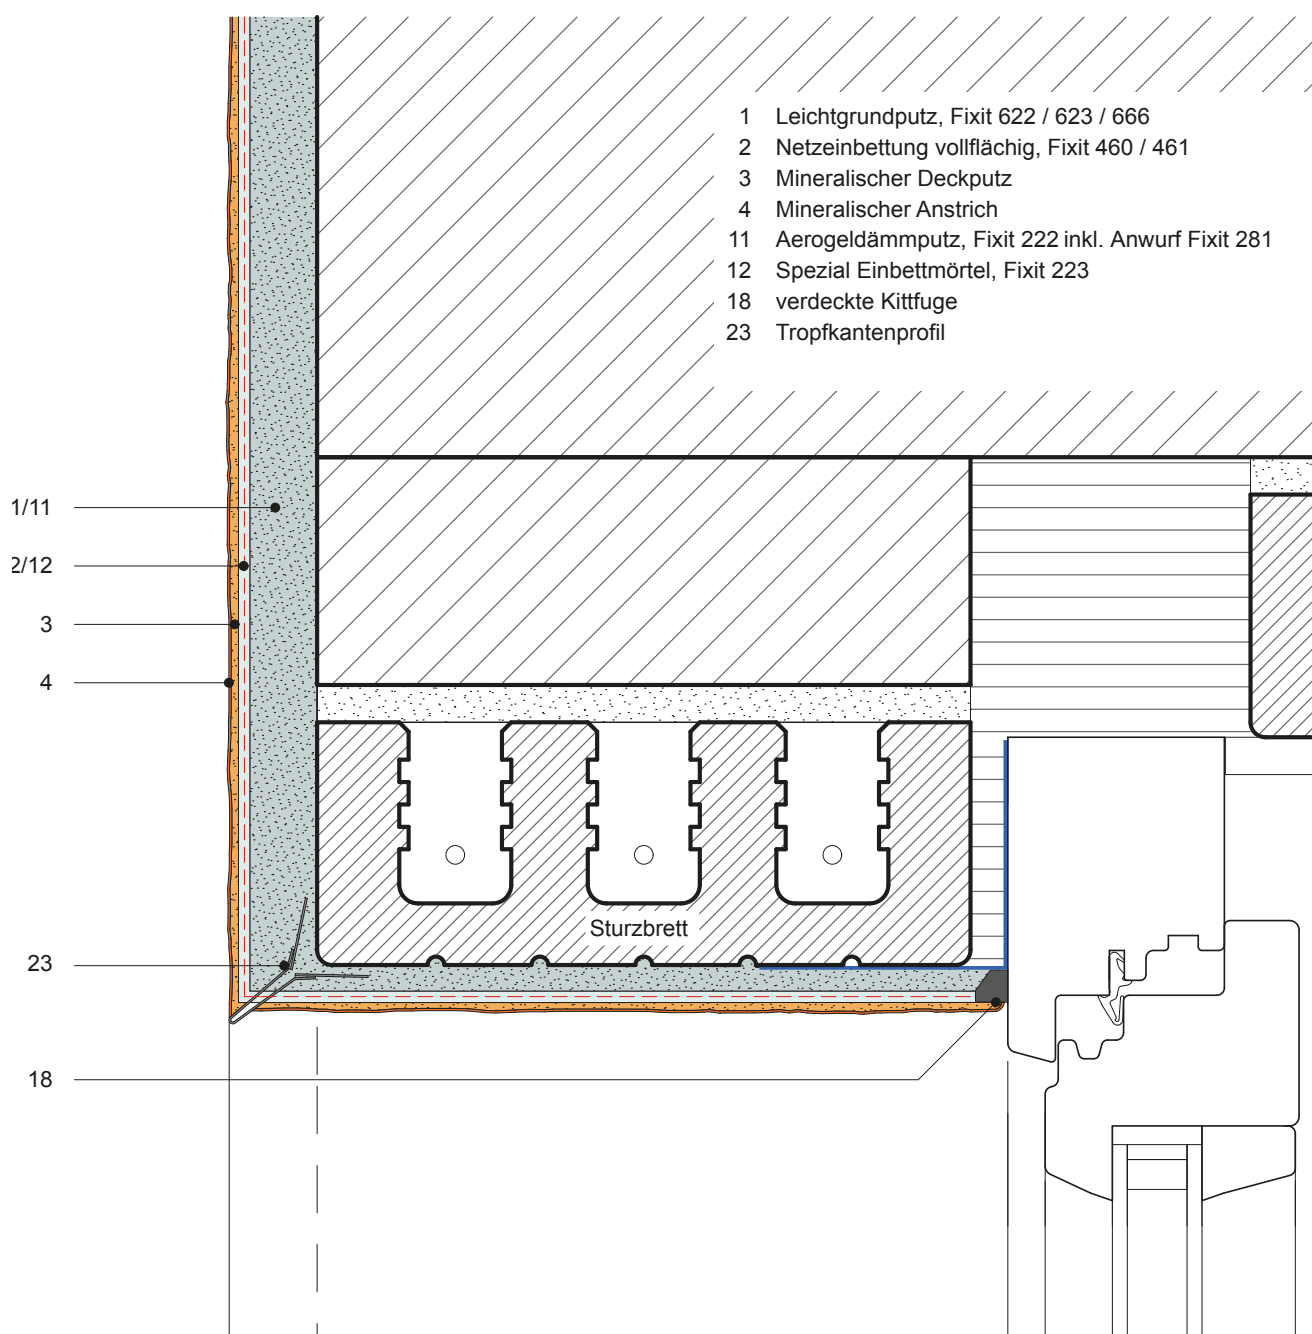 1 Leichtgrundputz, Fixit 622 / 623 / 666
2 Netzeinbettung vollflächig, Fixit 460 / 461
3 Mineralischer Deckputz
4 Mineralischer Anstrich
11 Aerogeldämmputz, Fixit 222 inkl. Anwurf Fixit 281
12 Spezial Einbettmörtel, Fixit 223
18 verdeckte Kittfuge
23 Tropfkantenprofil
1/11
2/12
3
4
Sturzbrett
23
18